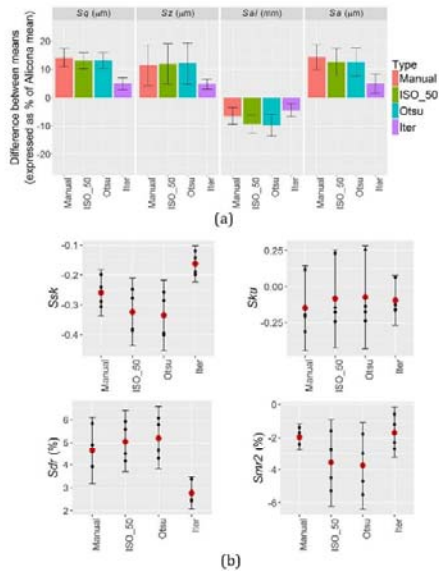 Sq (µm) Sz (µm) Sal (mm) Sa (µm)
Difference between means
(expressed as % of Alicona mean)
20
10
0
-10
-20
Manual ISO_50 Otsu Iter Manual ISO_50 Otsu Iter Manual ISO_50 Otsu Iter Manual ISO_50 Otsu Iter
Type
Manual
ISO_50
Otsu
Iter
(a)
Ssk
-0.1
-0.2
-0.3
-0.4
Manual ISO_50 Otsu Iter
Sku
0.25
0.00
-0.25
Manual ISO_50 Otsu Iter
Sdr (%)
6
5
4
3
2
Manual ISO_50 Otsu Iter
Smr2 (%)
0
-2
-4
-6
Manual ISO_50 Otsu Iter
(b)